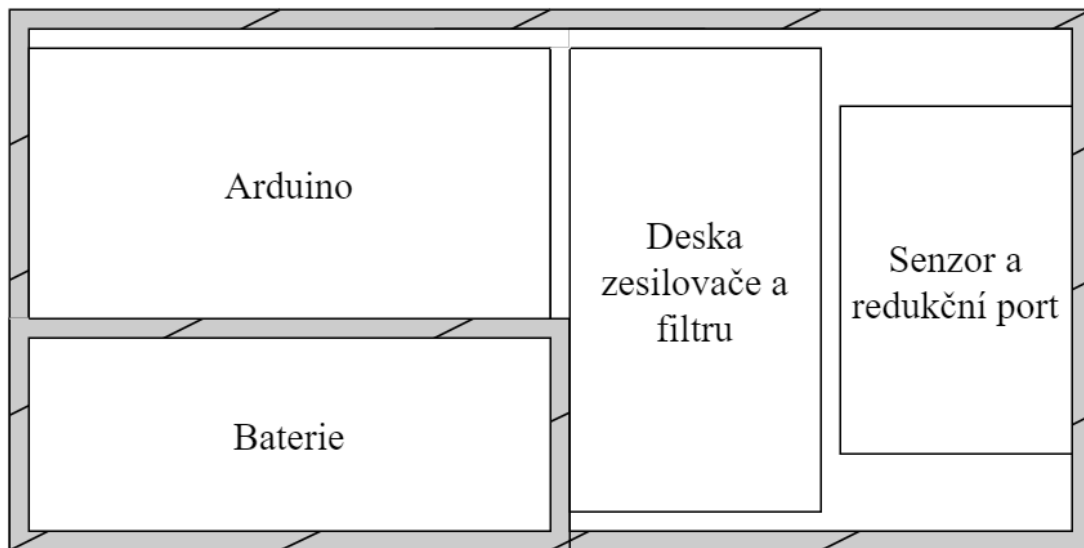 Arduino
Deska
zesilovače a
filtru
Senzor a
redukční port
Baterie